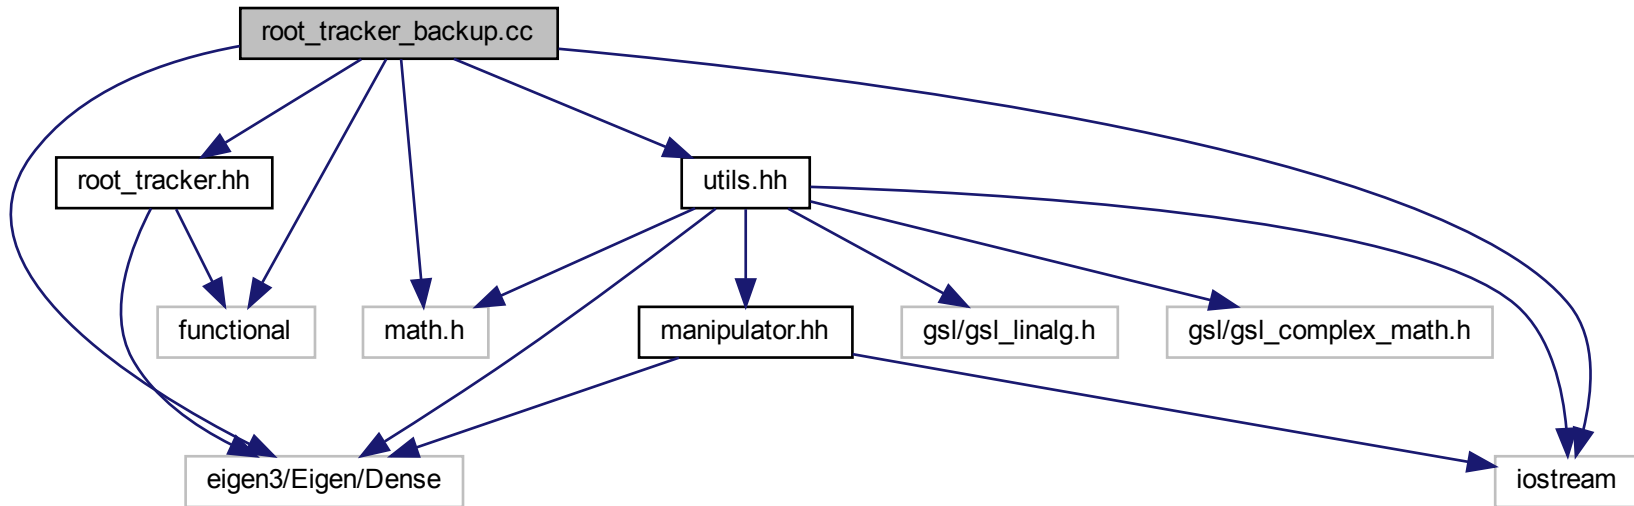 root_tracker_backup.cc
root_tracker.hh
utils.hh
functional
math.h
manipulator.hh
gsl/gsl_linalg.h
gsl/gsl_complex_math.h
eigen3/Eigen/Dense
iostream